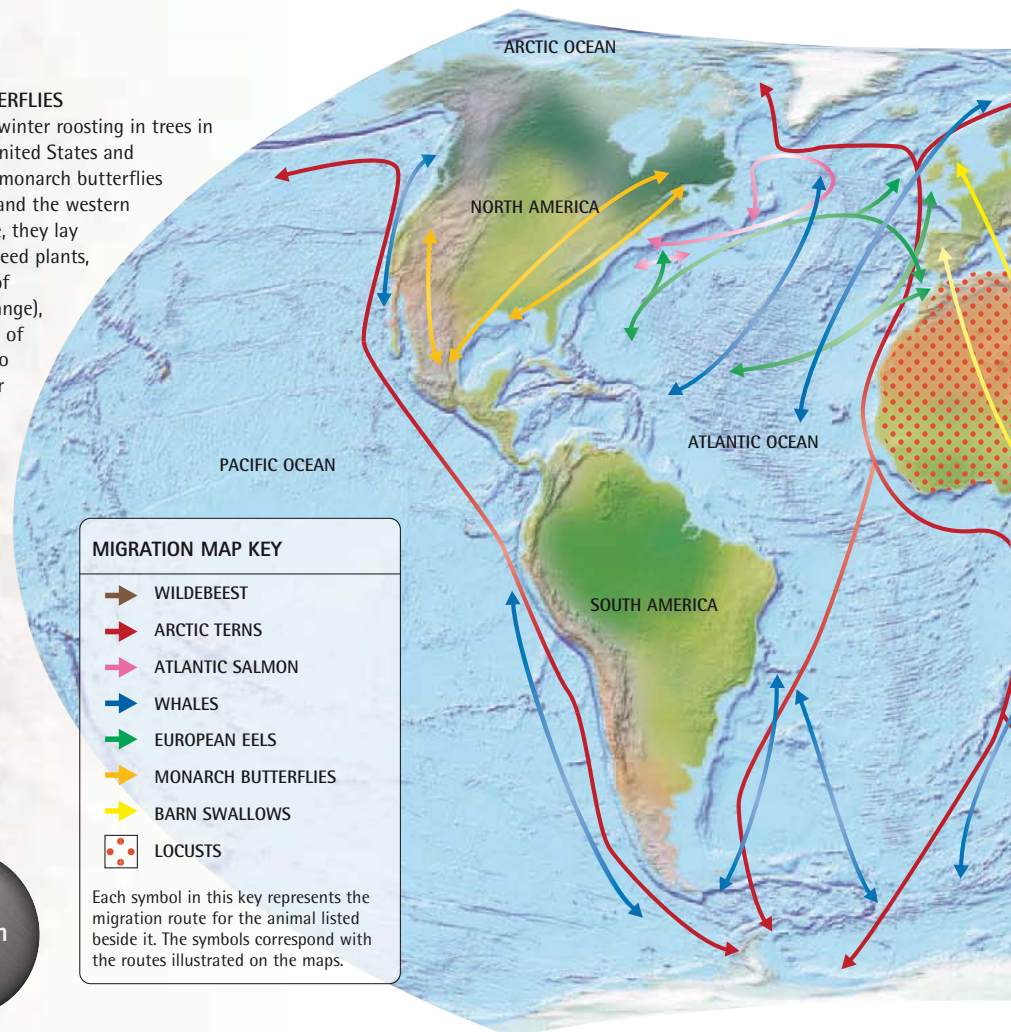 ERFLIES
winter roosting in trees in
nited States and
monarch butterflies
and the western
e, they lay
eed plants,
of
ange),
of
o
r
ARCTIC OCEAN
NORTH AMERICA
ATLANTIC OCEAN
PACIFIC OCEAN
SOUTH AMERICA
MIGRATION MAP KEY
WILDEBEEST
ARCTIC TERNS
ATLANTIC SALMON
WHALES
EUROPEAN EELS
MONARCH BUTTERFLIES
BARN SWALLOWS
LOCUSTS
Each symbol in this key represents the
migration route for the animal listed
beside it. The symbols correspond with
the routes illustrated on the maps.
n